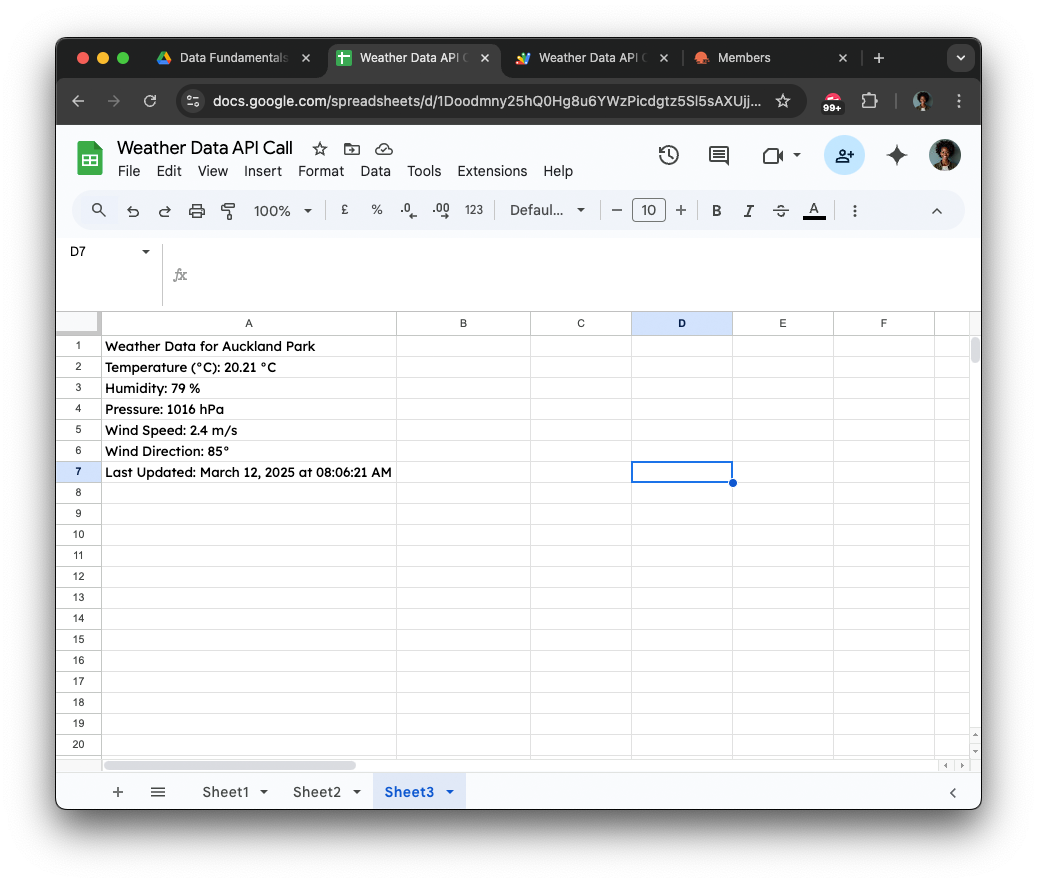 Data Fundamentals
Weather Data API C
Weather Data API C
Members
docs.google.com/spreadsheets/d/1Doodmny25hQ0Hg8u6YWzPicdgtz5Sl5sAXUjj...
99+
Weather Data API Call
File Edit View Insert Format Data Tools Extensions Help
100% £ % .0 .00 123 Defaul... 10 B I S A
D7
fx
A B C D E F
1 Weather Data for Auckland Park
2 Temperature (°C): 20.21 °C
3 Humidity: 79 %
4 Pressure: 1016 hPa
5 Wind Speed: 2.4 m/s
6 Wind Direction: 85°
7 Last Updated: March 12, 2025 at 08:06:21 AM
8
9
10
11
12
13
14
15
16
17
18
19
20
Sheet1 Sheet2 Sheet3